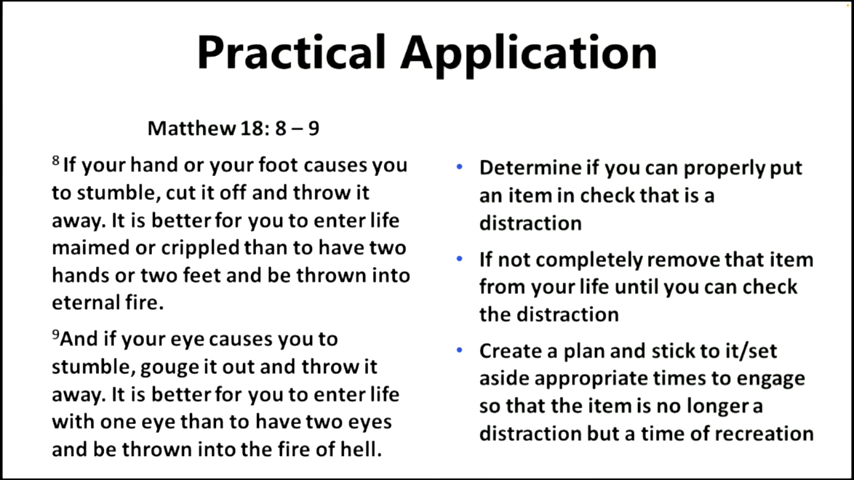 Practical Application
Matthew 18: 8 – 9
⁸ If your hand or your foot causes you
to stumble, cut it off and throw it
away. It is better for you to enter life
maimed or crippled than to have two
hands or two feet and be thrown into
eternal fire.
⁹And if your eye causes you to
stumble, gouge it out and throw it
away. It is better for you to enter life
with one eye than to have two eyes
and be thrown into the fire of hell.
• Determine if you can properly put
an item in check that is a
distraction
• If not completely remove that item
from your life until you can check
the distraction
• Create a plan and stick to it/set
aside appropriate times to engage
so that the item is no longer a
distraction but a time of recreation